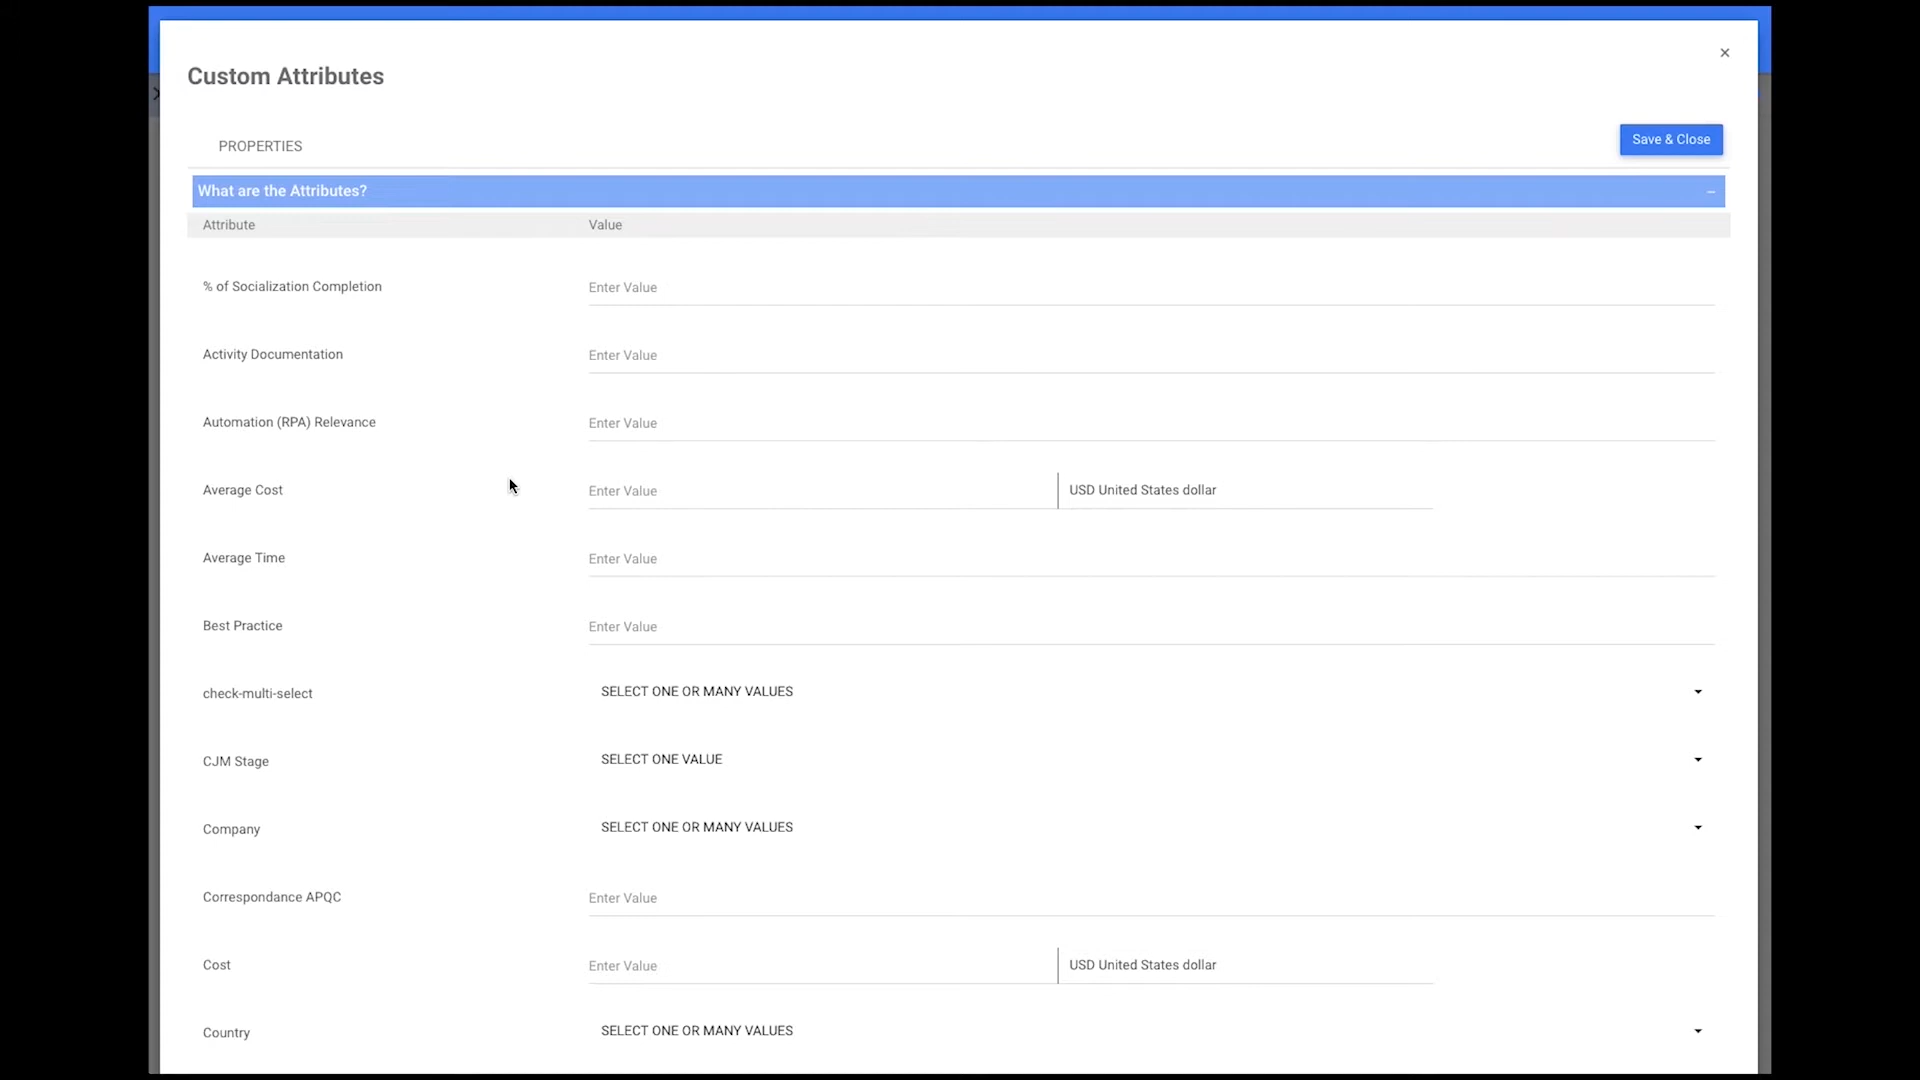 Custom Attributes
×
PROPERTIES
Save & Close
What are the Attributes?
Attribute Value
% of Socialization Completion Enter Value
Activity Documentation Enter Value
Automation (RPA) Relevance Enter Value
Average Cost Enter Value USD United States dollar
Average Time Enter Value
Best Practice Enter Value
check-multi-select SELECT ONE OR MANY VALUES
CJM Stage SELECT ONE VALUE
Company SELECT ONE OR MANY VALUES
Correspondance APQC Enter Value
Cost Enter Value USD United States dollar
Country SELECT ONE OR MANY VALUES